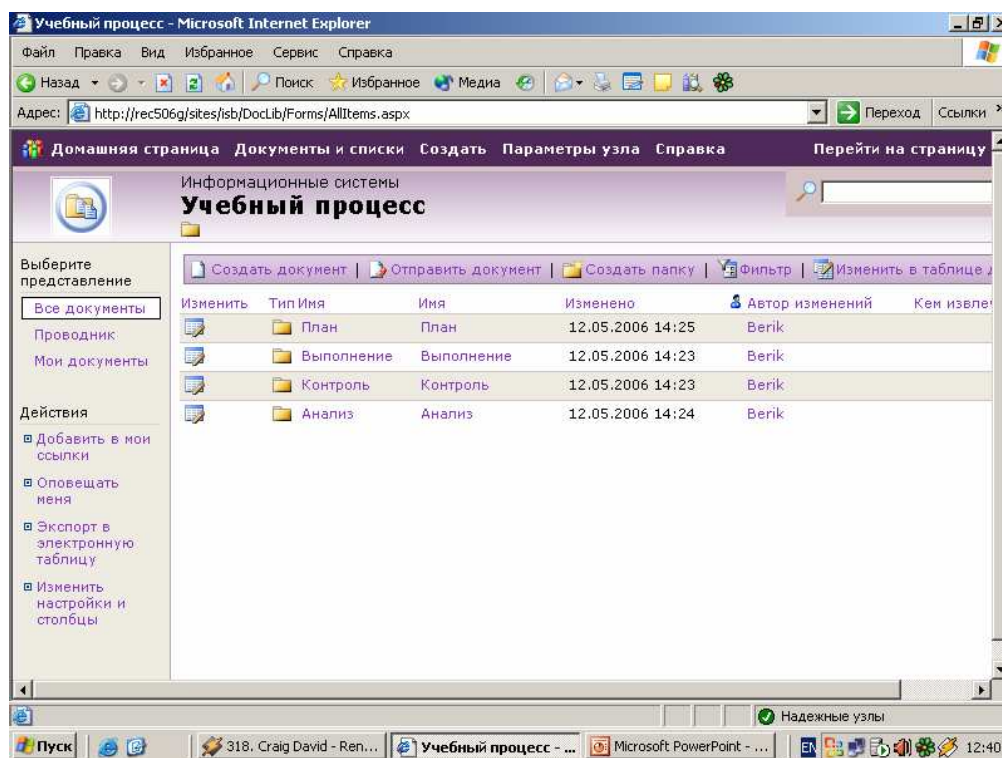 Учебный процесс - Microsoft Internet Explorer
Файл Правка Вид Избранное Сервис Справка
Назад Поиск Избранное Медиа
Адрес: http://rec506g/sites/isb/DocLib/Forms/AllItems.aspx Переход Ссылки
Домашняя страница Документы и списки Создать Параметры узла Справка Перейти на страницу
Информационные системы
Учебный процесс
Выберите
представление
Все документы
Проводник
Мои документы
Действия
Добавить в мои
ссылки
Оповещать
меня
Экспорт в
электронную
таблицу
Изменить
настройки и
столбцы
Создать документ | Отправить документ | Создать папку | Фильтр | Изменить в таблице
Изменить Тип Имя Имя Изменено Автор изменений Кем извле
План План 12.05.2006 14:25 Berik
Выполнение Выполнение 12.05.2006 14:23 Berik
Контроль Контроль 12.05.2006 14:23 Berik
Анализ Анализ 12.05.2006 14:24 Berik
Надежные узлы
Пуск 318. Craig David - Ren... Учебный процесс - ... Microsoft PowerPoint - ... EN 12:40